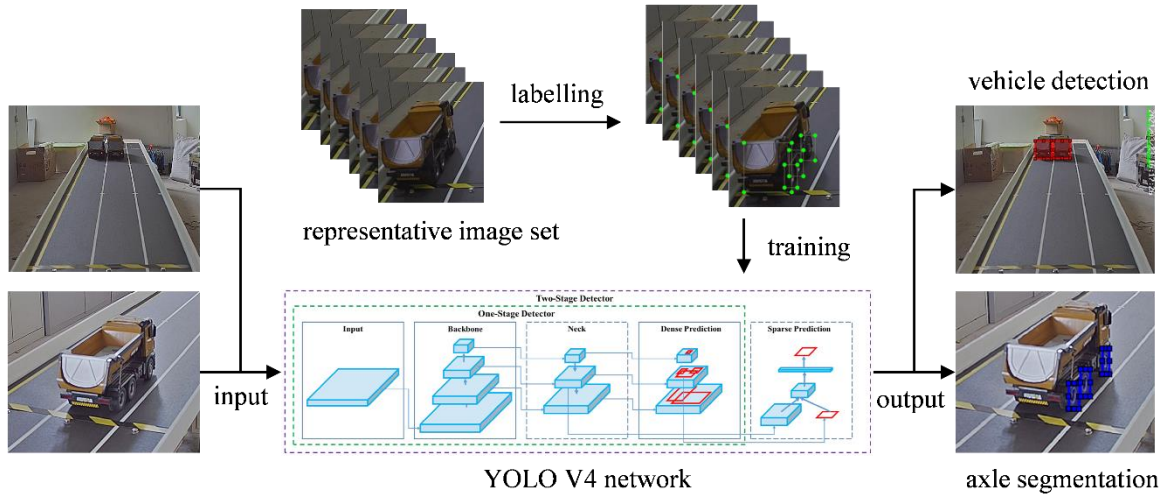 labelling
vehicle detection
representative image set
training
Two-Stage Detector
One-Stage Detector
Input
Backbone
Neck
Dense Prediction
Sparse Prediction
input
output
YOLO V4 network
axle segmentation